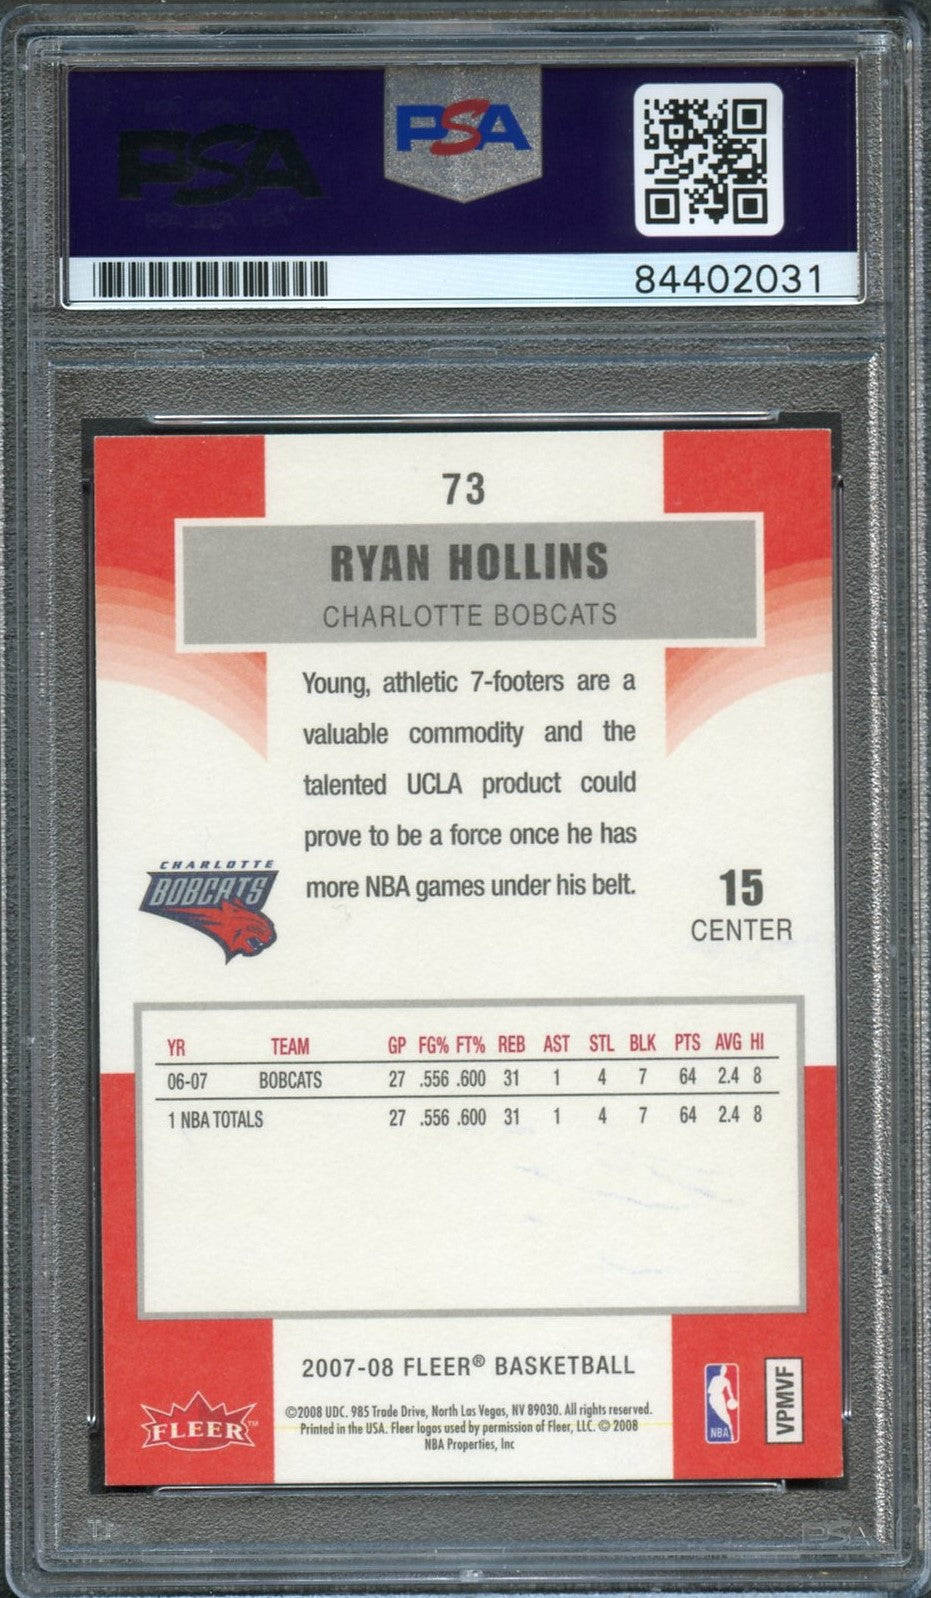 PSA
PSA
84402031
73
RYAN HOLLINS
CHARLOTTE BOBCATS
Young, athletic 7-footers are a
valuable commodity and the
talented UCLA product could
prove to be a force once he has
more NBA games under his belt.
CHARLOTTE
BOBCATS
15
CENTER
YR TEAM GP FG% FT% REB AST STL BLK PTS AVG HI
06-07 BOBCATS 27 .556 .600 31 1 4 7 64 2.4 8
1 NBA TOTALS 27 .556 .600 31 1 4 7 64 2.4 8
2007-08 FLEER® BASKETBALL
©2008 UDC. 985 Trade Drive, North Las Vegas, NV 89030. All rights reserved.
Printed in the USA. Fleer logos used by permission of Fleer, LLC. © 2008
NBA Properties, Inc
FLEER™
NBA
VPMVF
PSA